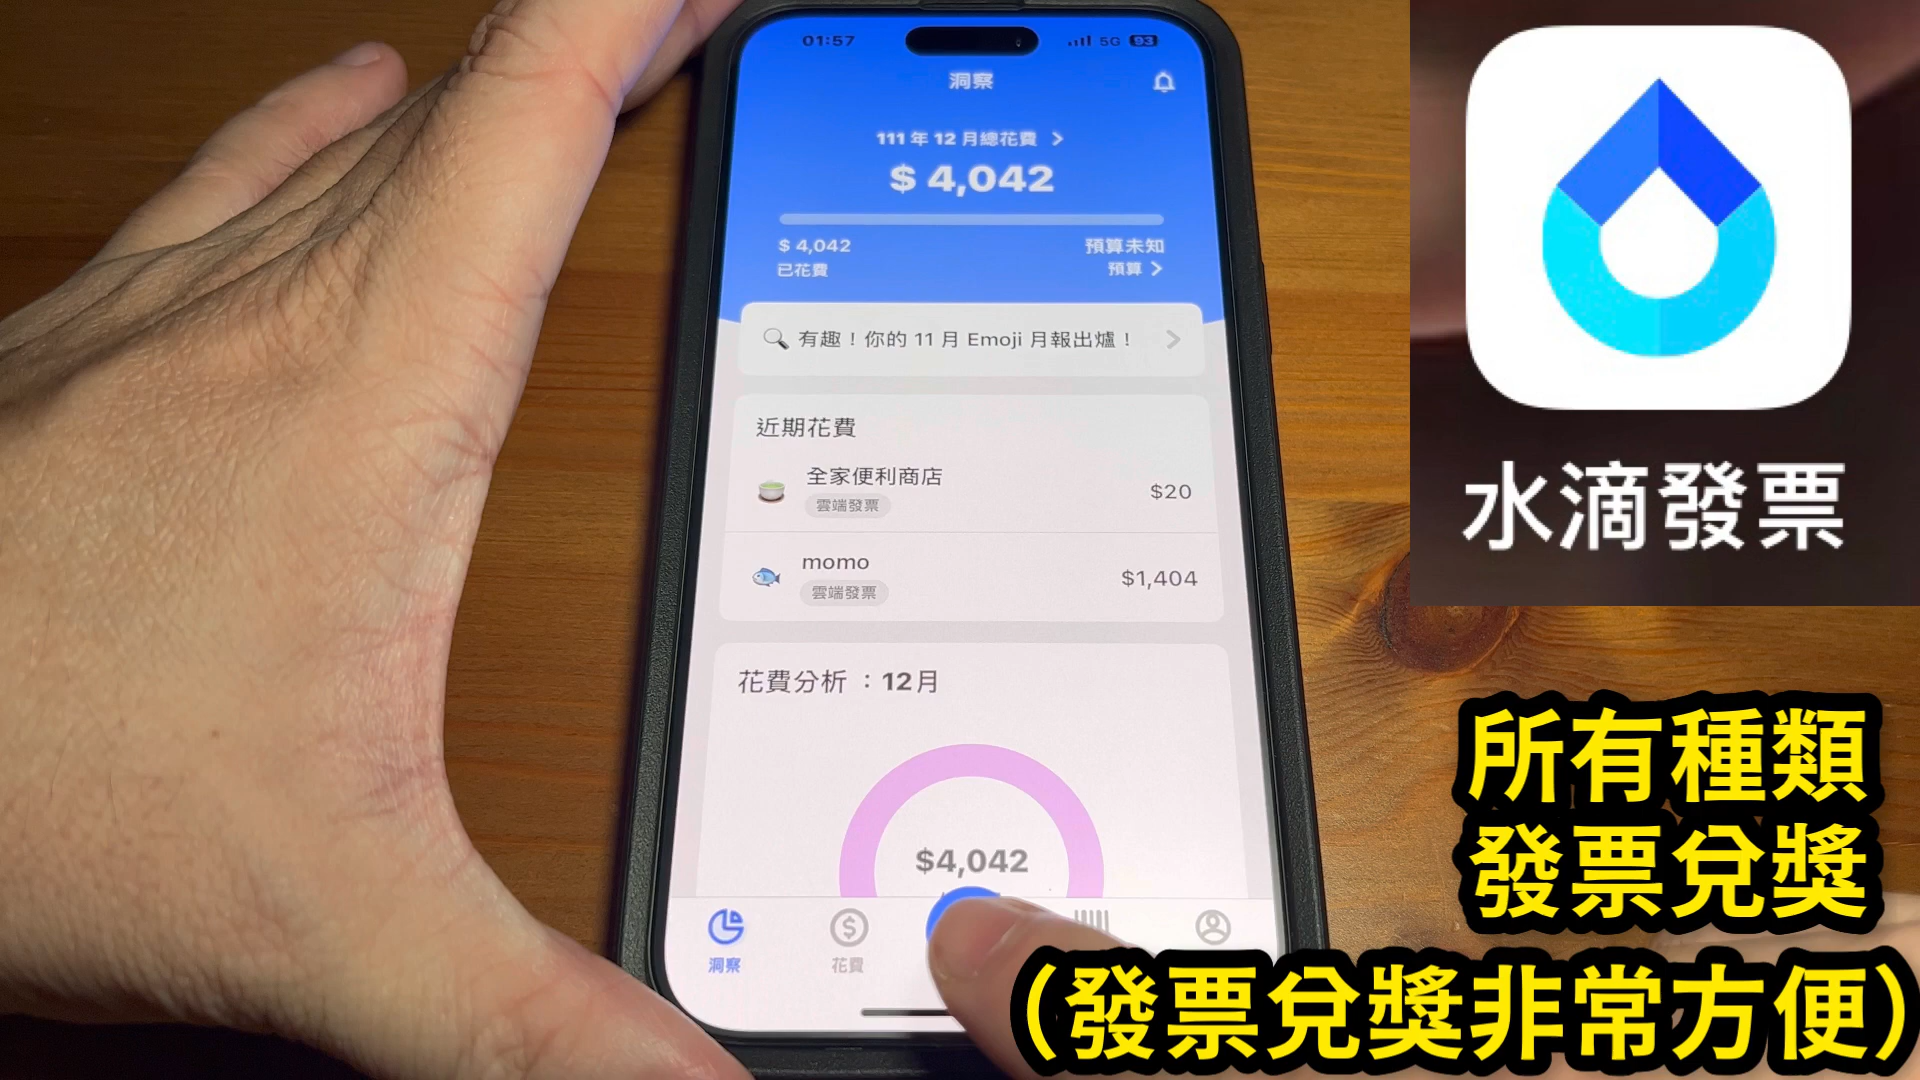 01:57
5G 93
洞察
111 年 12 月總花費
$ 4,042
$ 4,042
預算未知
已花費
預算
有趣！你的 11 月 Emoji 月報出爐！
近期花費
全家便利商店
雲端發票
$20
momo
雲端發票
$1,404
花費分析 ：12月
$4,042
洞察
花費
水滴發票
所有種類
發票兌獎
（發票兌獎非常方便）